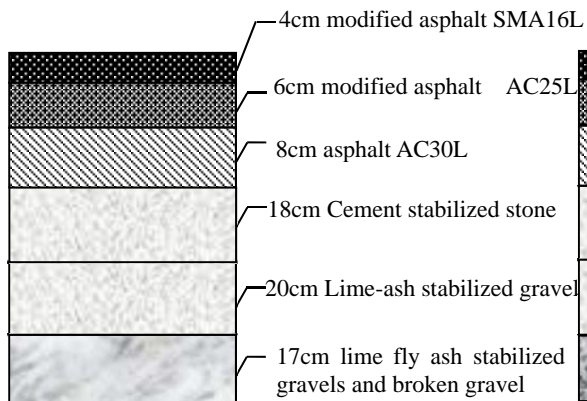 4cm modified asphalt SMA16L
6cm modified asphalt AC25L
8cm asphalt AC30L
18cm Cement stabilized stone
20cm Lime-ash stabilized gravel
17cm lime fly ash stabilized
gravels and broken gravel